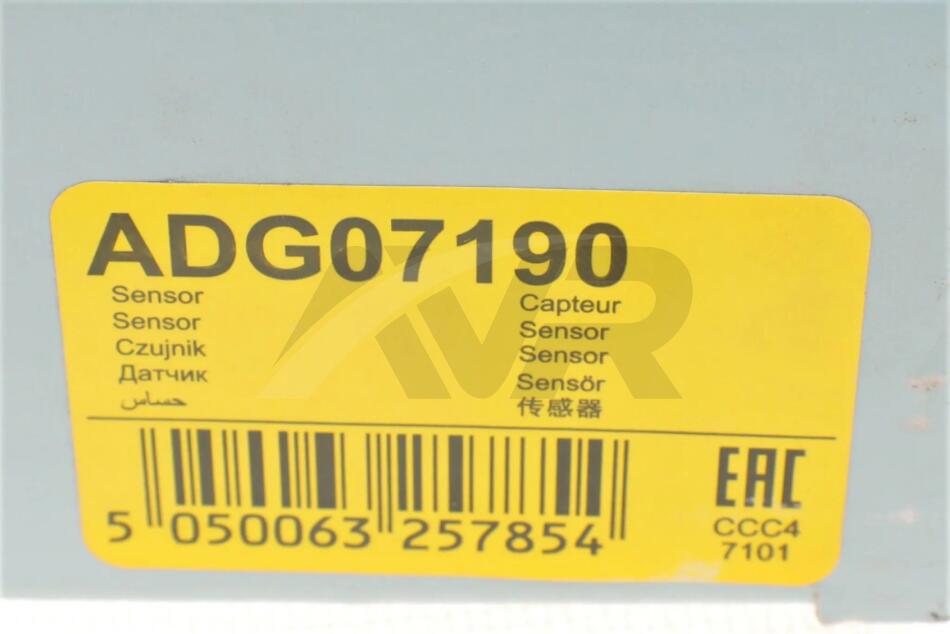 ADG07190
Sensor
Sensor
Czujnik
Датчик
حساس
Capteur
Sensor
Sensor
Sensör
传感器
5 050063 257854
EAC
CCC4
7101
AVR